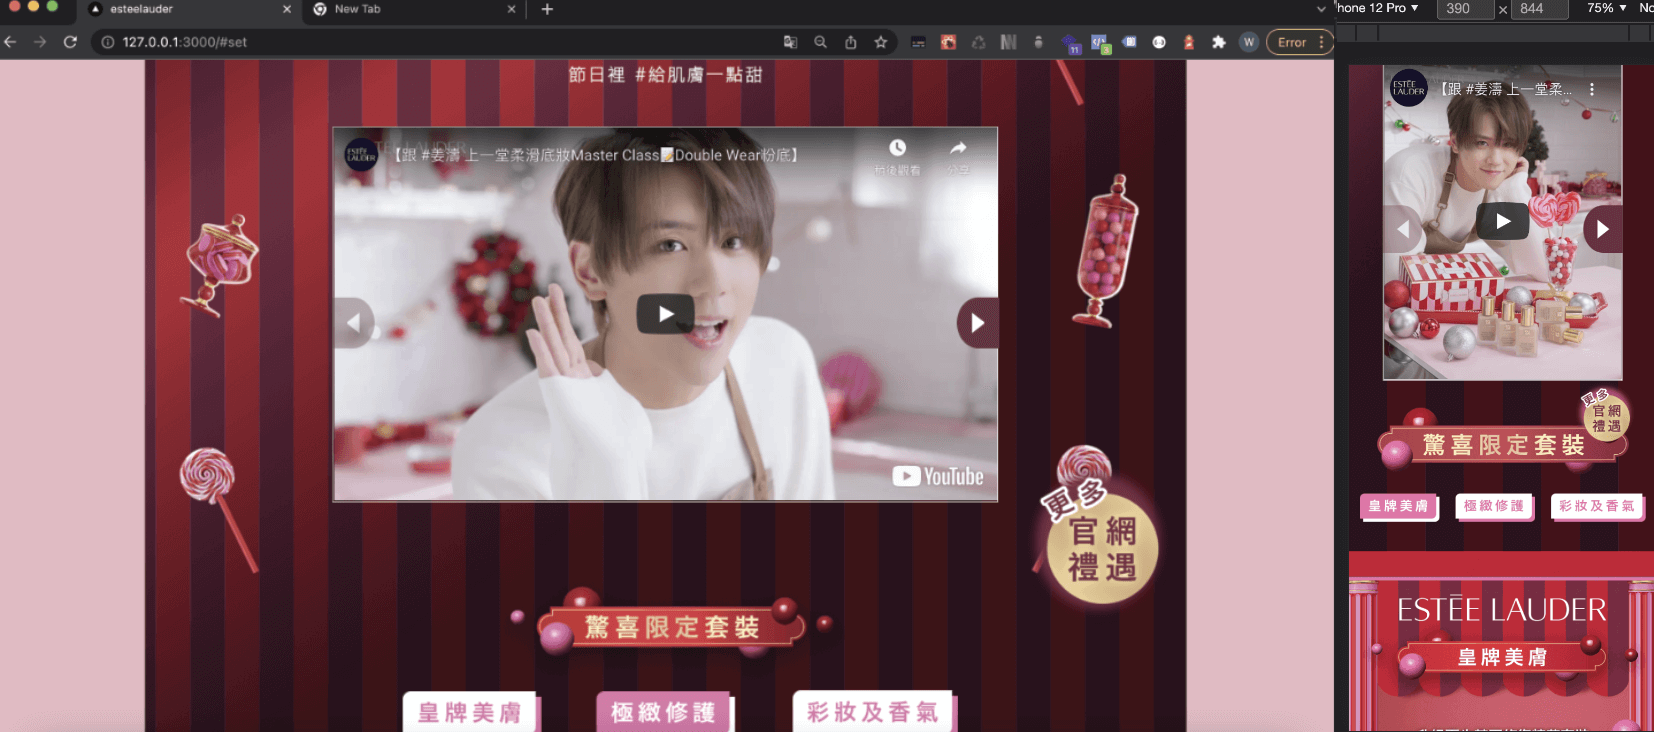 esteelauder
New Tab
127.0.0.1:3000/#set
W
Error
11
節日裡 #給肌膚一點甜
ESTÉE LAUDER
【跟 #姜濤 上一堂柔滑底妝Master Class📝Double Wear粉底】
稍後觀看
分享
YouTube
更多
官網
禮遇
驚喜限定套裝
皇牌美膚
極緻修護
彩妝及香氣
hone 12 Pro
390
×
844
75%
No
ESTÉE
LAUDER
【跟 #姜濤 上一堂柔...
更多
官網
禮遇
驚喜限定套裝
皇牌美膚
極緻修護
彩妝及香氣
ESTĒE LAUDER
皇牌美膚